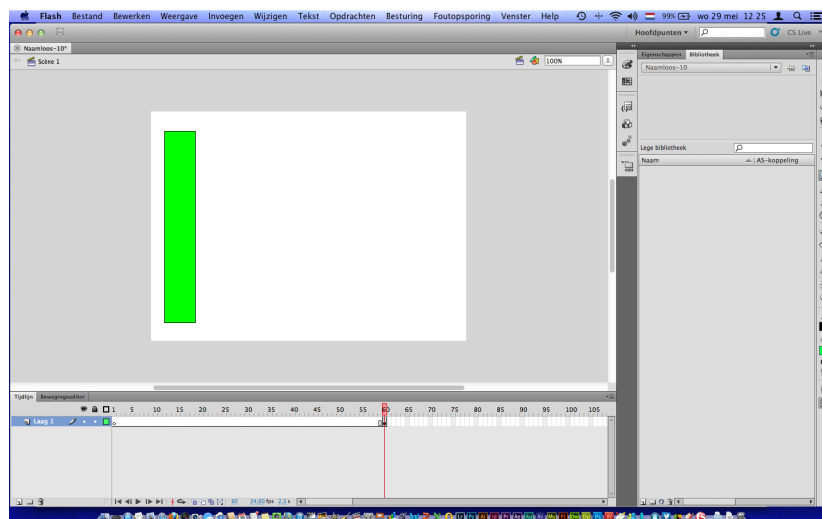 Flash Bestand Bewerken Weergave Invoegen Wijzigen Tekst Opdrachten Besturing Foutopsporing Venster Help 99% wo 29 mei 12 25
Hoofdpunten CS Live
Naamloos-10*
Scène 1 100%
Eigenschappen Bibliotheek
Naamloos-10
Lege bibliotheek
Naam AS-koppeling
Tijdlijn Bewegingseditor
1 5 10 15 20 25 30 35 40 45 50 55 60 65 70 75 80 85 90 95 100 105
Laag 1
60 24,00 fps 2,5 s